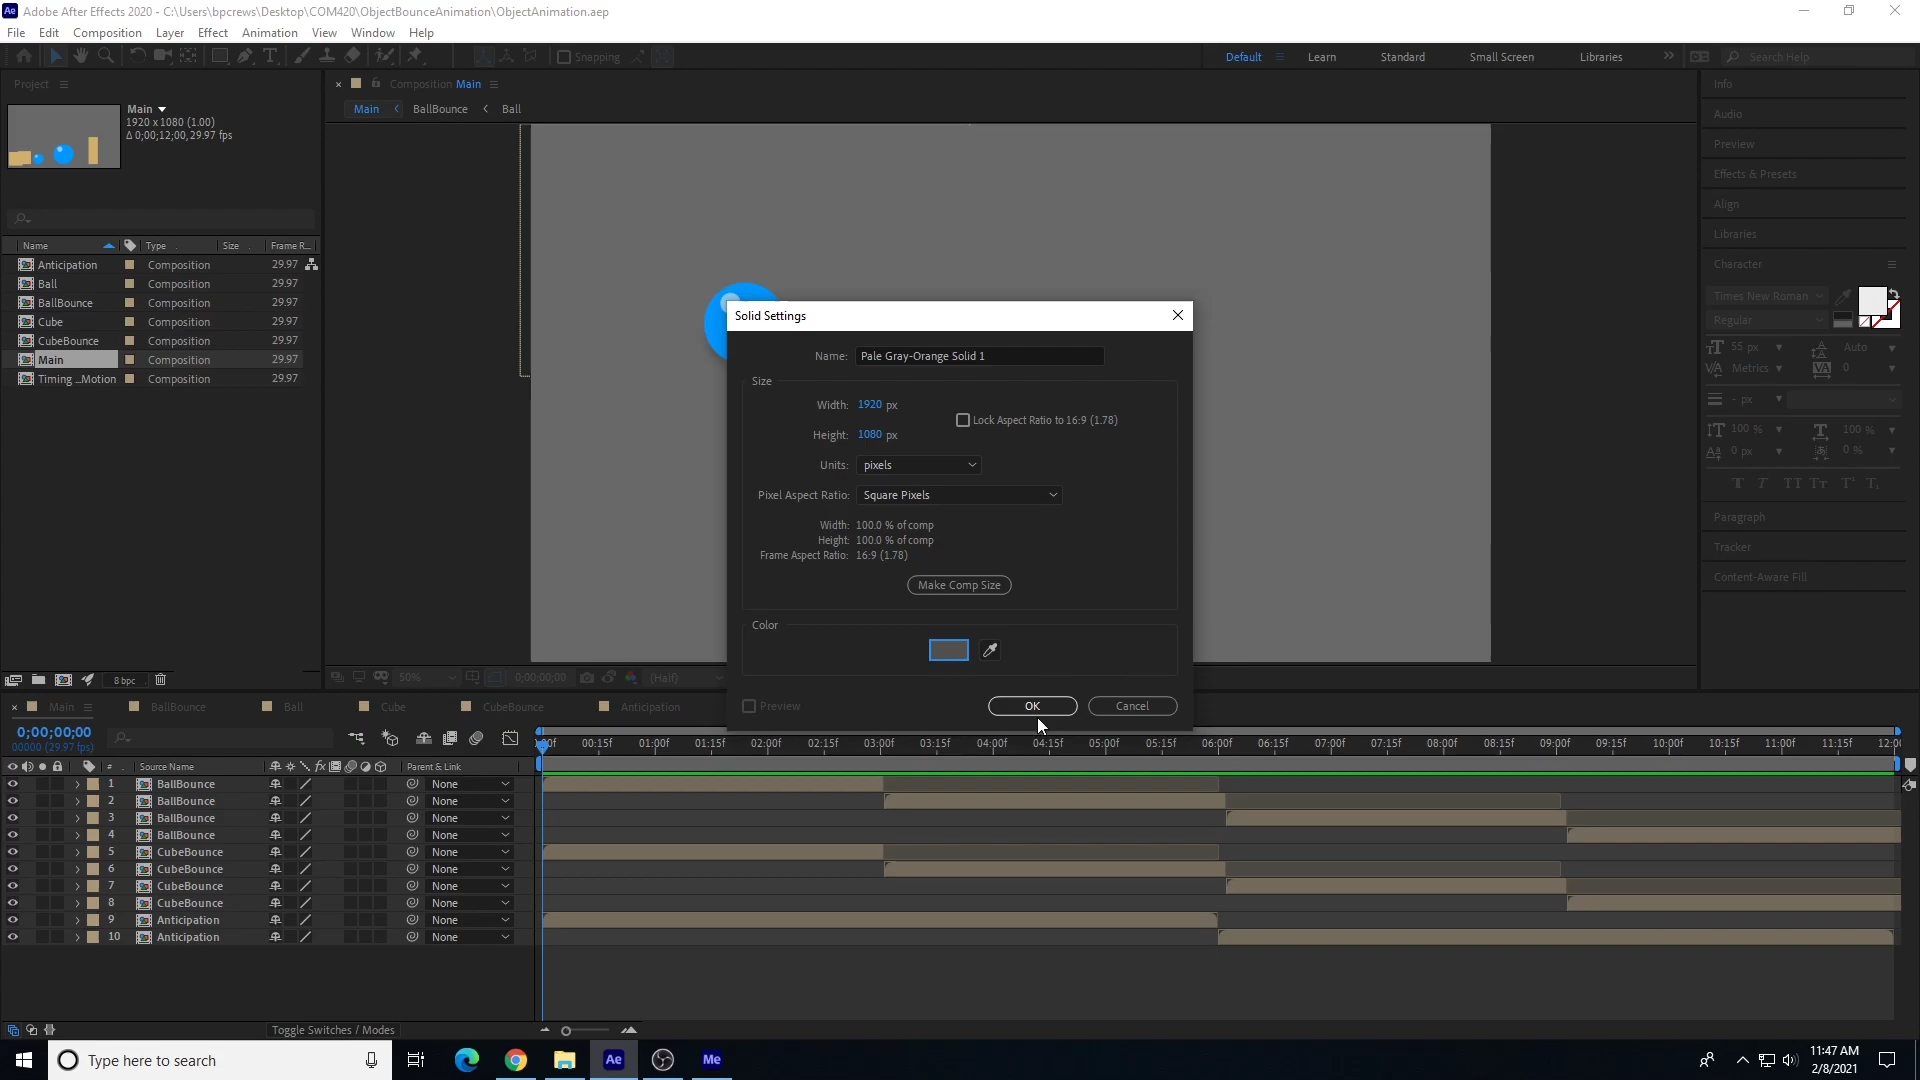 Ae Adobe After Effects 2020 - C:\Users\bpcrews\Desktop\COM420\ObjectBounceAnimation\ObjectAnimation.aep
File Edit Composition Layer Effect Animation View Window Help
Snapping Default Learn Standard Small Screen Libraries Search Help
Project
Composition Main
Info
Main
1920 x 1080 (1.00)
Δ 0;00;12;00, 29.97 fps
Main BallBounce Ball
Audio
Preview
Effects & Presets
Align
Libraries
Name Type Size Frame R...
Anticipation Composition 29.97
Ball Composition 29.97
BallBounce Composition 29.97
Cube Composition 29.97
CubeBounce Composition 29.97
Main Composition 29.97
Timing ...Motion Composition 29.97
Character
Times New Roman
Regular
55 px Auto
Metrics 0
- px
100 % 100 %
0 px 0 %
Paragraph
Tracker
Content-Aware Fill
Solid Settings
Name: Pale Gray-Orange Solid 1
Size
Width: 1920 px
Lock Aspect Ratio to 16:9 (1.78)
Height: 1080 px
Units: pixels
Pixel Aspect Ratio: Square Pixels
Width: 100.0 % of comp
Height: 100.0 % of comp
Frame Aspect Ratio: 16:9 (1.78)
Make Comp Size
Color
Preview OK Cancel
8 bpc
50% 0;00;00;00 (Half)
Main BallBounce Ball Cube CubeBounce Anticipation
0;00;00;00
00000 (29.97 fps)
00f 00:15f 01:00f 01:15f 02:00f 02:15f 03:00f 03:15f 04:00f 04:15f 05:00f 05:15f 06:00f 06:15f 07:00f 07:15f 08:00f 08:15f 09:00f 09:15f 10:00f 10:15f 11:00f 11:15f 12:00
# Source Name fx Parent & Link
1 BallBounce None
2 BallBounce None
3 BallBounce None
4 BallBounce None
5 CubeBounce None
6 CubeBounce None
7 CubeBounce None
8 CubeBounce None
9 Anticipation None
10 Anticipation None
Toggle Switches / Modes
Type here to search
Ae
Me
11:47 AM
2/8/2021